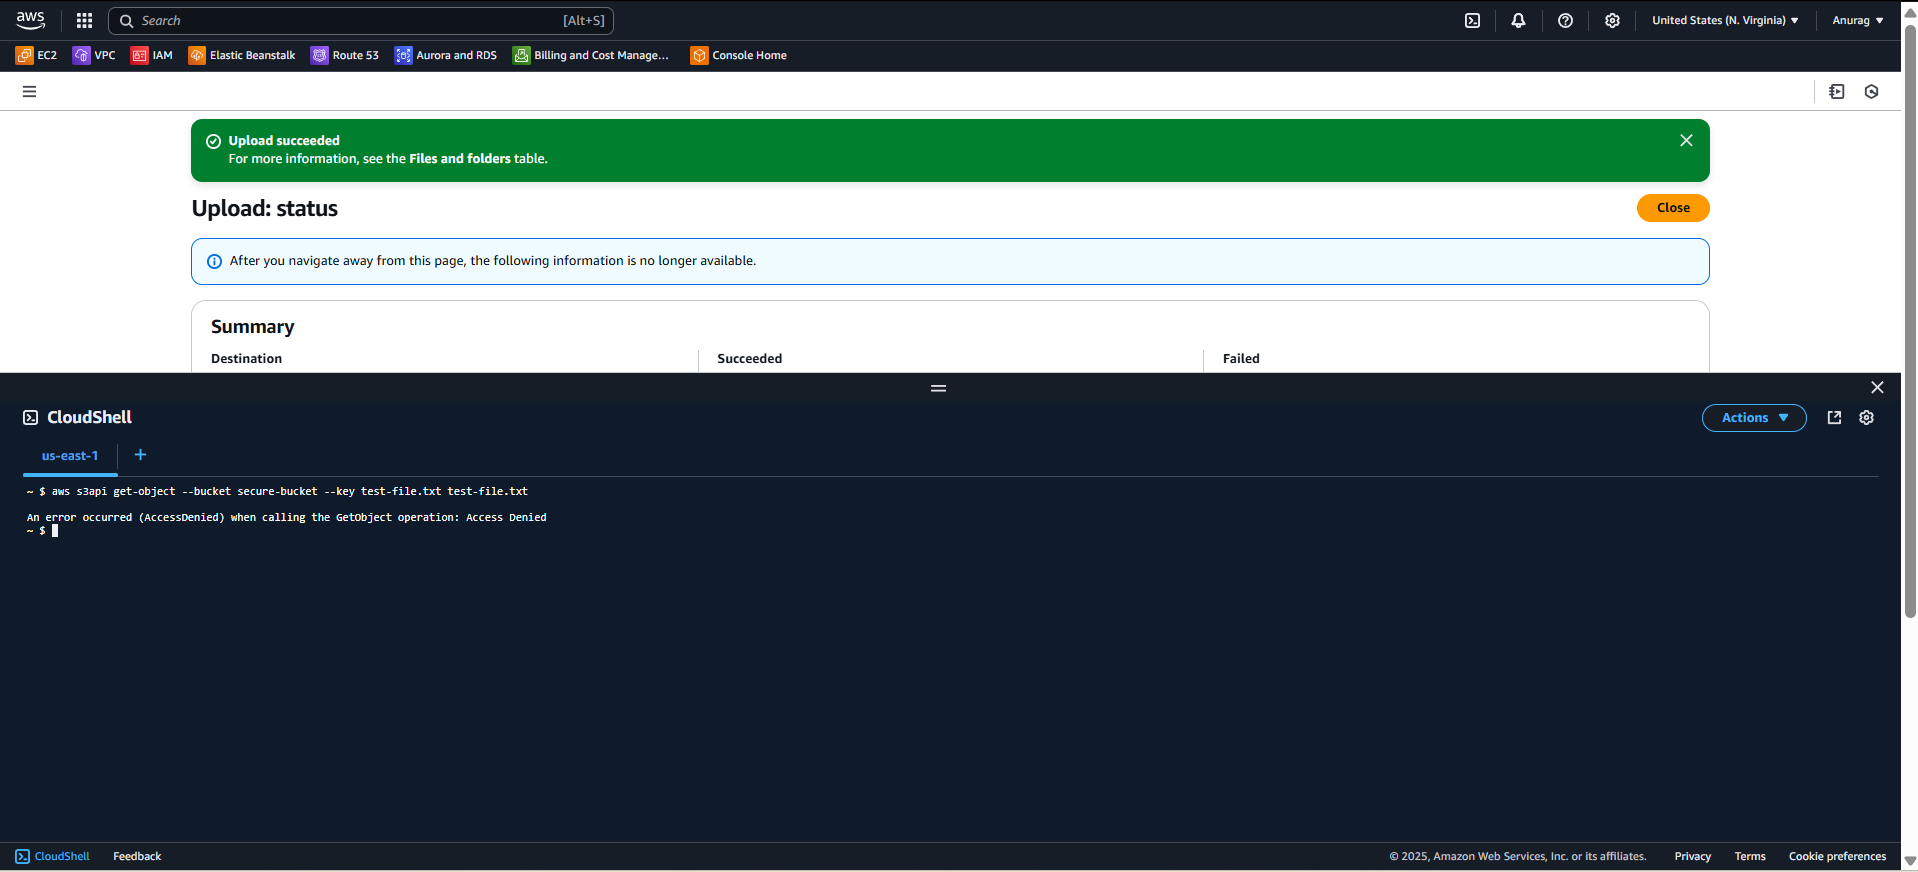 aws
Search [Alt+S]
United States (N. Virginia) Anurag
EC2 VPC IAM Elastic Beanstalk Route 53 Aurora and RDS Billing and Cost Manage... Console Home
Upload succeeded
For more information, see the Files and folders table.
Upload: status
Close
After you navigate away from this page, the following information is no longer available.
Summary
Destination Succeeded Failed
CloudShell
Actions
us-east-1
~ $ aws s3api get-object --bucket secure-bucket --key test-file.txt test-file.txt
An error occurred (AccessDenied) when calling the GetObject operation: Access Denied
~ $
CloudShell Feedback © 2025, Amazon Web Services, Inc. or its affiliates. Privacy Terms Cookie preferences